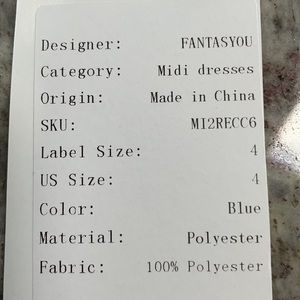 Designer: FANTASYOU
Category: Midi dresses
Origin: Made in China
SKU: MI2RECC6
Label Size: 4
US Size: 4
Color: Blue
Material: Polyester
Fabric: 100% Polyester